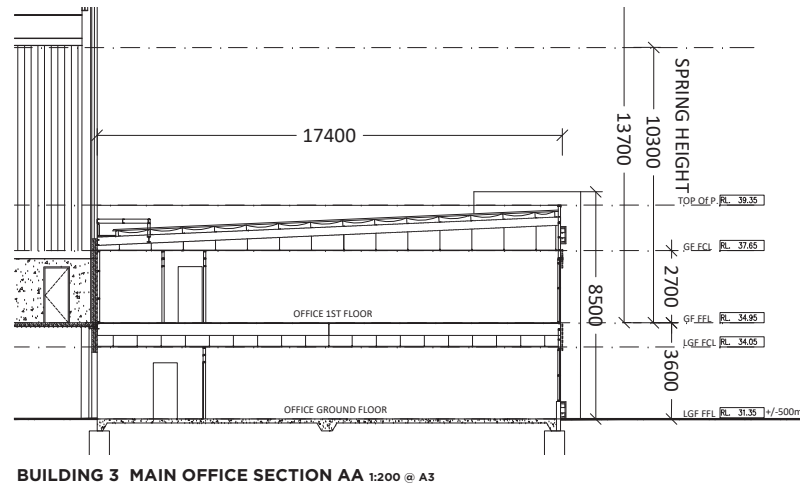 17400
SPRING HEIGHT
10300
13700
TOP Of P. RL. 39.35
GF FCL RL. 37.65
2700
8500
OFFICE 1ST FLOOR
GF FFL RL. 34.95
LGF FCL RL. 34.05
3600
OFFICE GROUND FLOOR
LGF FFL RL. 31.35 +/-500m
BUILDING 3 MAIN OFFICE SECTION AA 1:200 @ A3